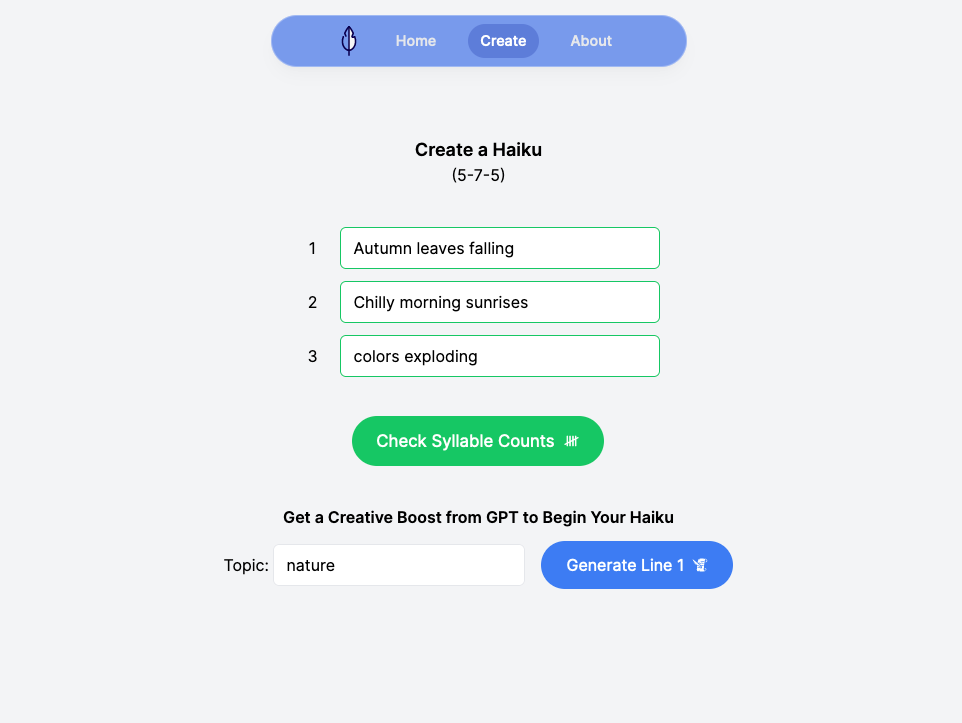 Home Create About
Create a Haiku
(5-7-5)
1 Autumn leaves falling
2 Chilly morning sunrises
3 colors exploding
Check Syllable Counts
Get a Creative Boost from GPT to Begin Your Haiku
Topic: nature Generate Line 1